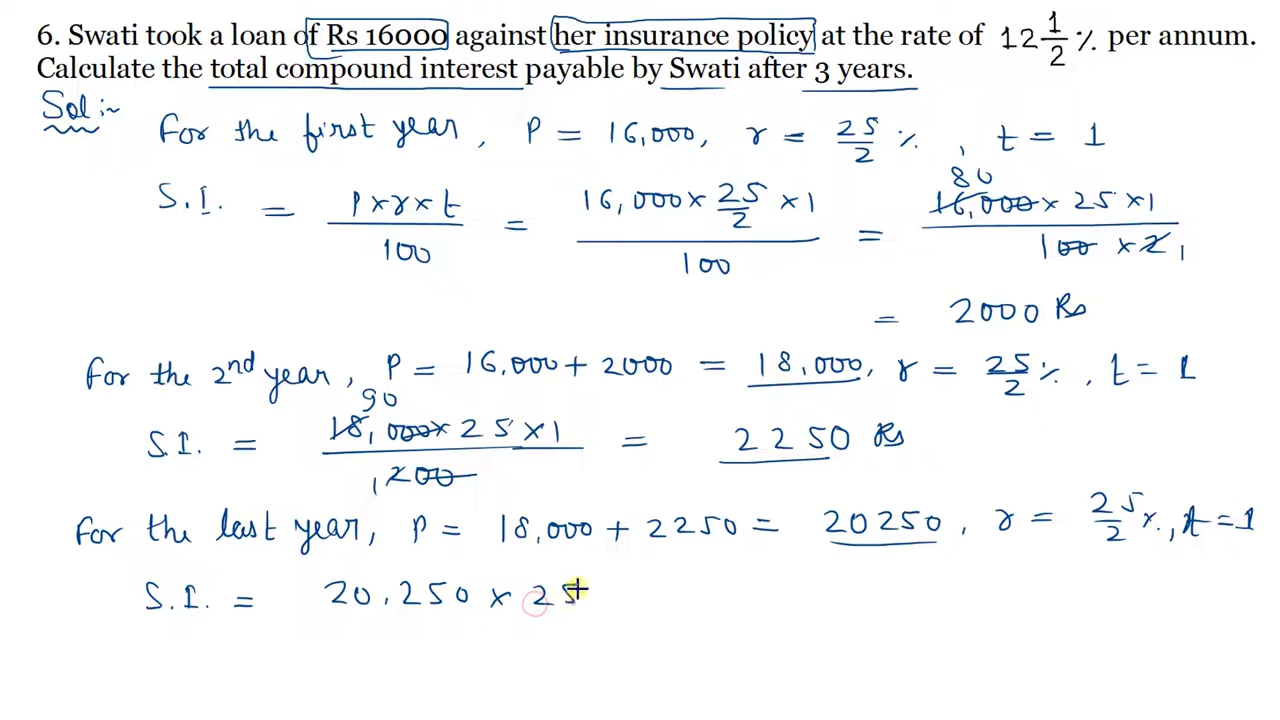 6. Swati took a loan of Rs 16000 against her insurance policy at the rate of 12 1/2 % per annum.
Calculate the total compound interest payable by Swati after 3 years.
Sol :~
For the first year, P = 16,000, r = 25/2 %, t = 1
S.I. = P×r×t/100 = 16,000 × 25/2 × 1/100 = 80 16,000 × 25 × 1/100 × 2 1
= 2000 Rs
For the 2nd year, P = 16,000 + 2000 = 18,000, r = 25/2 %, t = 1
S.I. = 90 18,000 × 25 × 1/1 200 = 2250 Rs
For the last year, P = 18,000 + 2250 = 20250, r = 25/2 %, t = 1
S.I. = 20,250 × 25